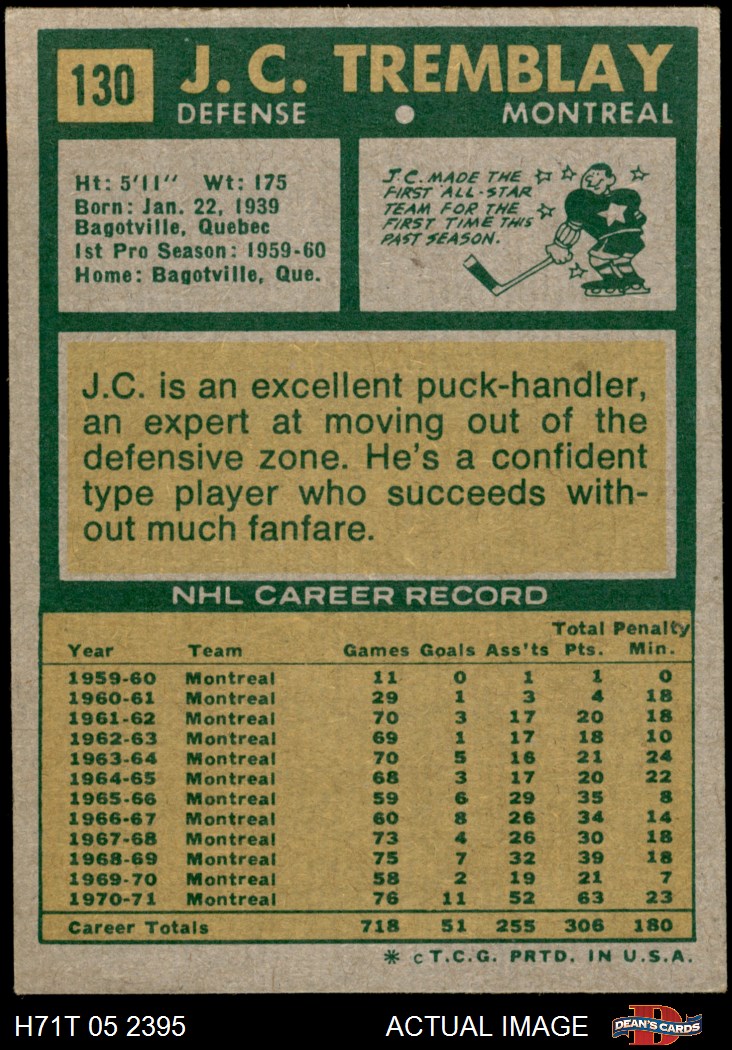 130 J. C. TREMBLAY
DEFENSE ● MONTREAL
Ht: 5'11" Wt: 175
Born: Jan. 22, 1939
Bagotville, Quebec
1st Pro Season: 1959-60
Home: Bagotville, Que.
J.C. MADE THE
FIRST ALL-STAR
TEAM FOR THE
FIRST TIME THIS
PAST SEASON.
J.C. is an excellent puck-handler,
an expert at moving out of the
defensive zone. He's a confident
type player who succeeds with-
out much fanfare.
NHL CAREER RECORD
Total Penalty
Year Team Games Goals Ass'ts Pts. Min.
1959-60 Montreal 11 0 1 1 0
1960-61 Montreal 29 1 3 4 18
1961-62 Montreal 70 3 17 20 18
1962-63 Montreal 69 1 17 18 10
1963-64 Montreal 70 5 16 21 24
1964-65 Montreal 68 3 17 20 22
1965-66 Montreal 59 6 29 35 8
1966-67 Montreal 60 8 26 34 14
1967-68 Montreal 73 4 26 30 18
1968-69 Montreal 75 7 32 39 18
1969-70 Montreal 58 2 19 21 7
1970-71 Montreal 76 11 52 63 23
Career Totals 718 51 255 306 180
* c T.C.G. PRTD. IN U.S.A.
H71T 05 2395 ACTUAL IMAGE D DEAN'S CARDS